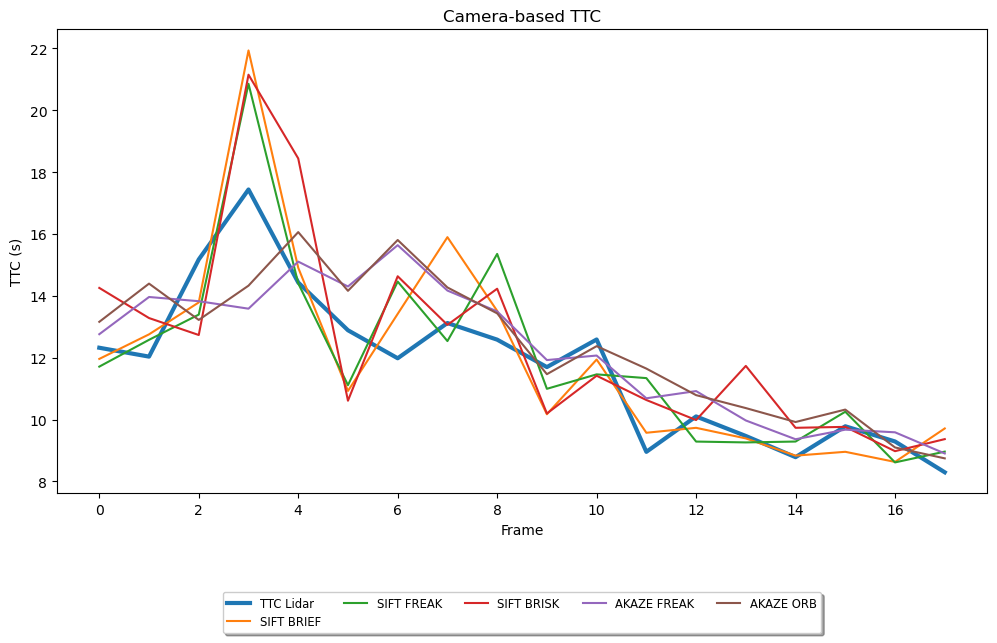 Camera-based TTC
22
20
18
16
14
12
10
8
TTC (s)
0 2 4 6 8 10 12 14 16
Frame
TTC Lidar SIFT FREAK SIFT BRISK AKAZE FREAK AKAZE ORB
SIFT BRIEF